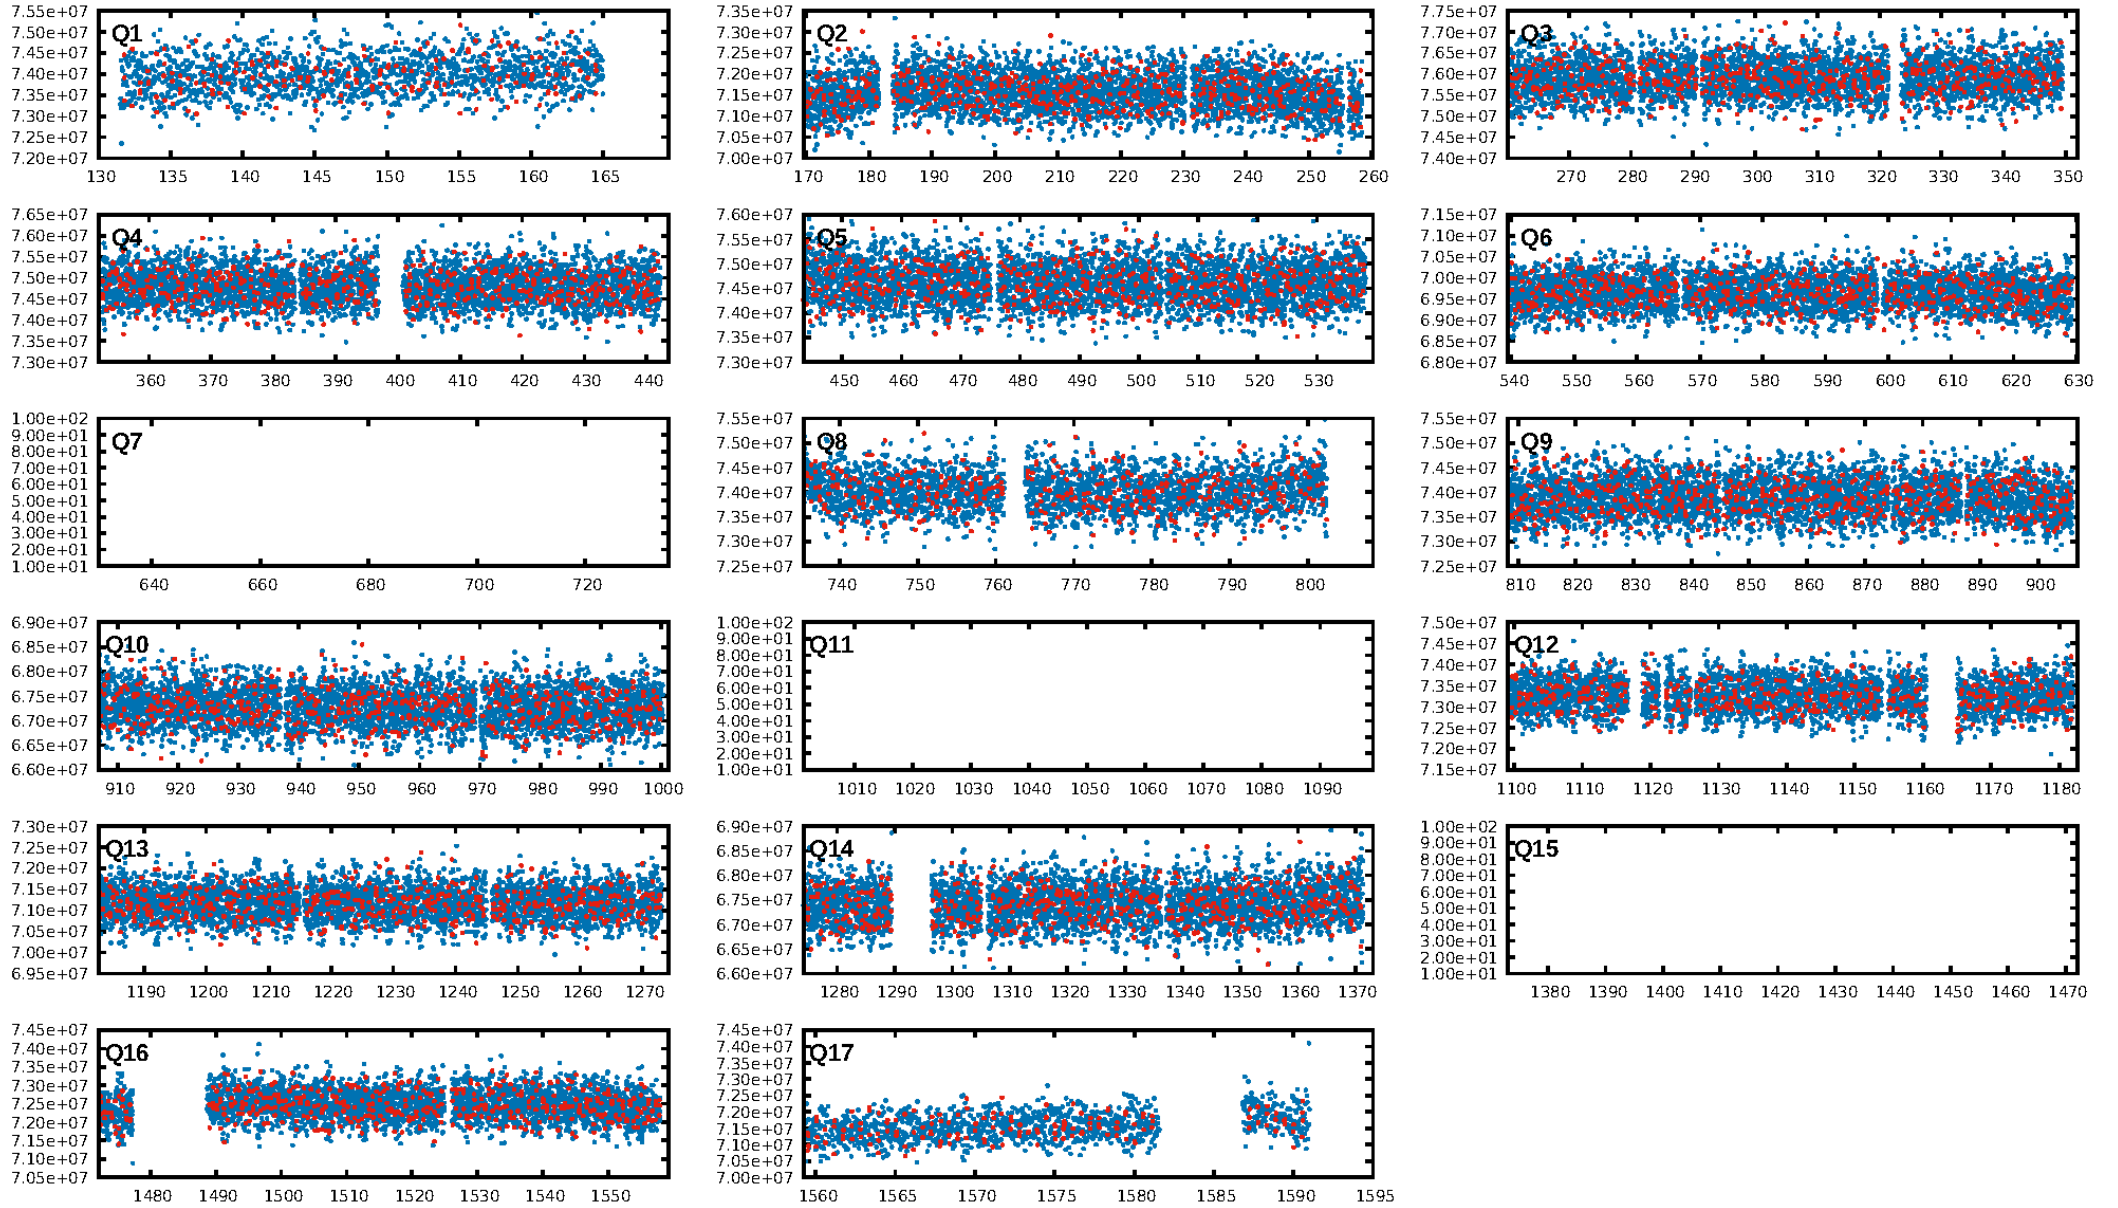 7.55e+07
7.50e+07
7.45e+07
7.40e+07
7.35e+07
7.30e+07
7.25e+07
7.20e+07
Q1
130 135 140 145 150 155 160 165
7.35e+07
7.30e+07
7.25e+07
7.20e+07
7.15e+07
7.10e+07
7.05e+07
7.00e+07
Q2
170 180 190 200 210 220 230 240 250 260
7.75e+07
7.70e+07
7.65e+07
7.60e+07
7.55e+07
7.50e+07
7.45e+07
7.40e+07
Q3
270 280 290 300 310 320 330 340 350
7.65e+07
7.60e+07
7.55e+07
7.50e+07
7.45e+07
7.40e+07
7.35e+07
7.30e+07
Q4
360 370 380 390 400 410 420 430 440
7.60e+07
7.55e+07
7.50e+07
7.45e+07
7.40e+07
7.35e+07
7.30e+07
Q5
450 460 470 480 490 500 510 520 530
7.15e+07
7.10e+07
7.05e+07
7.00e+07
6.95e+07
6.90e+07
6.85e+07
6.80e+07
Q6
540 550 560 570 580 590 600 610 620 630
1.00e+02
9.00e+01
8.00e+01
7.00e+01
6.00e+01
5.00e+01
4.00e+01
3.00e+01
2.00e+01
1.00e+01
Q7
640 660 680 700 720
7.55e+07
7.50e+07
7.45e+07
7.40e+07
7.35e+07
7.30e+07
7.25e+07
Q8
740 750 760 770 780 790 800
7.55e+07
7.50e+07
7.45e+07
7.40e+07
7.35e+07
7.30e+07
7.25e+07
Q9
810 820 830 840 850 860 870 880 890 900
6.90e+07
6.85e+07
6.80e+07
6.75e+07
6.70e+07
6.65e+07
6.60e+07
Q10
910 920 930 940 950 960 970 980 990 1000
1.00e+02
9.00e+01
8.00e+01
7.00e+01
6.00e+01
5.00e+01
4.00e+01
3.00e+01
2.00e+01
1.00e+01
Q11
1010 1020 1030 1040 1050 1060 1070 1080 1090
7.50e+07
7.45e+07
7.40e+07
7.35e+07
7.30e+07
7.25e+07
7.20e+07
7.15e+07
Q12
1100 1110 1120 1130 1140 1150 1160 1170 1180
7.30e+07
7.25e+07
7.20e+07
7.15e+07
7.10e+07
7.05e+07
7.00e+07
6.95e+07
Q13
1190 1200 1210 1220 1230 1240 1250 1260 1270
6.90e+07
6.85e+07
6.80e+07
6.75e+07
6.70e+07
6.65e+07
6.60e+07
Q14
1280 1290 1300 1310 1320 1330 1340 1350 1360 1370
1.00e+02
9.00e+01
8.00e+01
7.00e+01
6.00e+01
5.00e+01
4.00e+01
3.00e+01
2.00e+01
1.00e+01
Q15
1380 1390 1400 1410 1420 1430 1440 1450 1460 1470
7.45e+07
7.40e+07
7.35e+07
7.30e+07
7.25e+07
7.20e+07
7.15e+07
7.10e+07
7.05e+07
Q16
1480 1490 1500 1510 1520 1530 1540 1550
7.45e+07
7.40e+07
7.35e+07
7.30e+07
7.25e+07
7.20e+07
7.15e+07
7.10e+07
7.05e+07
7.00e+07
Q17
1560 1565 1570 1575 1580 1585 1590 1595